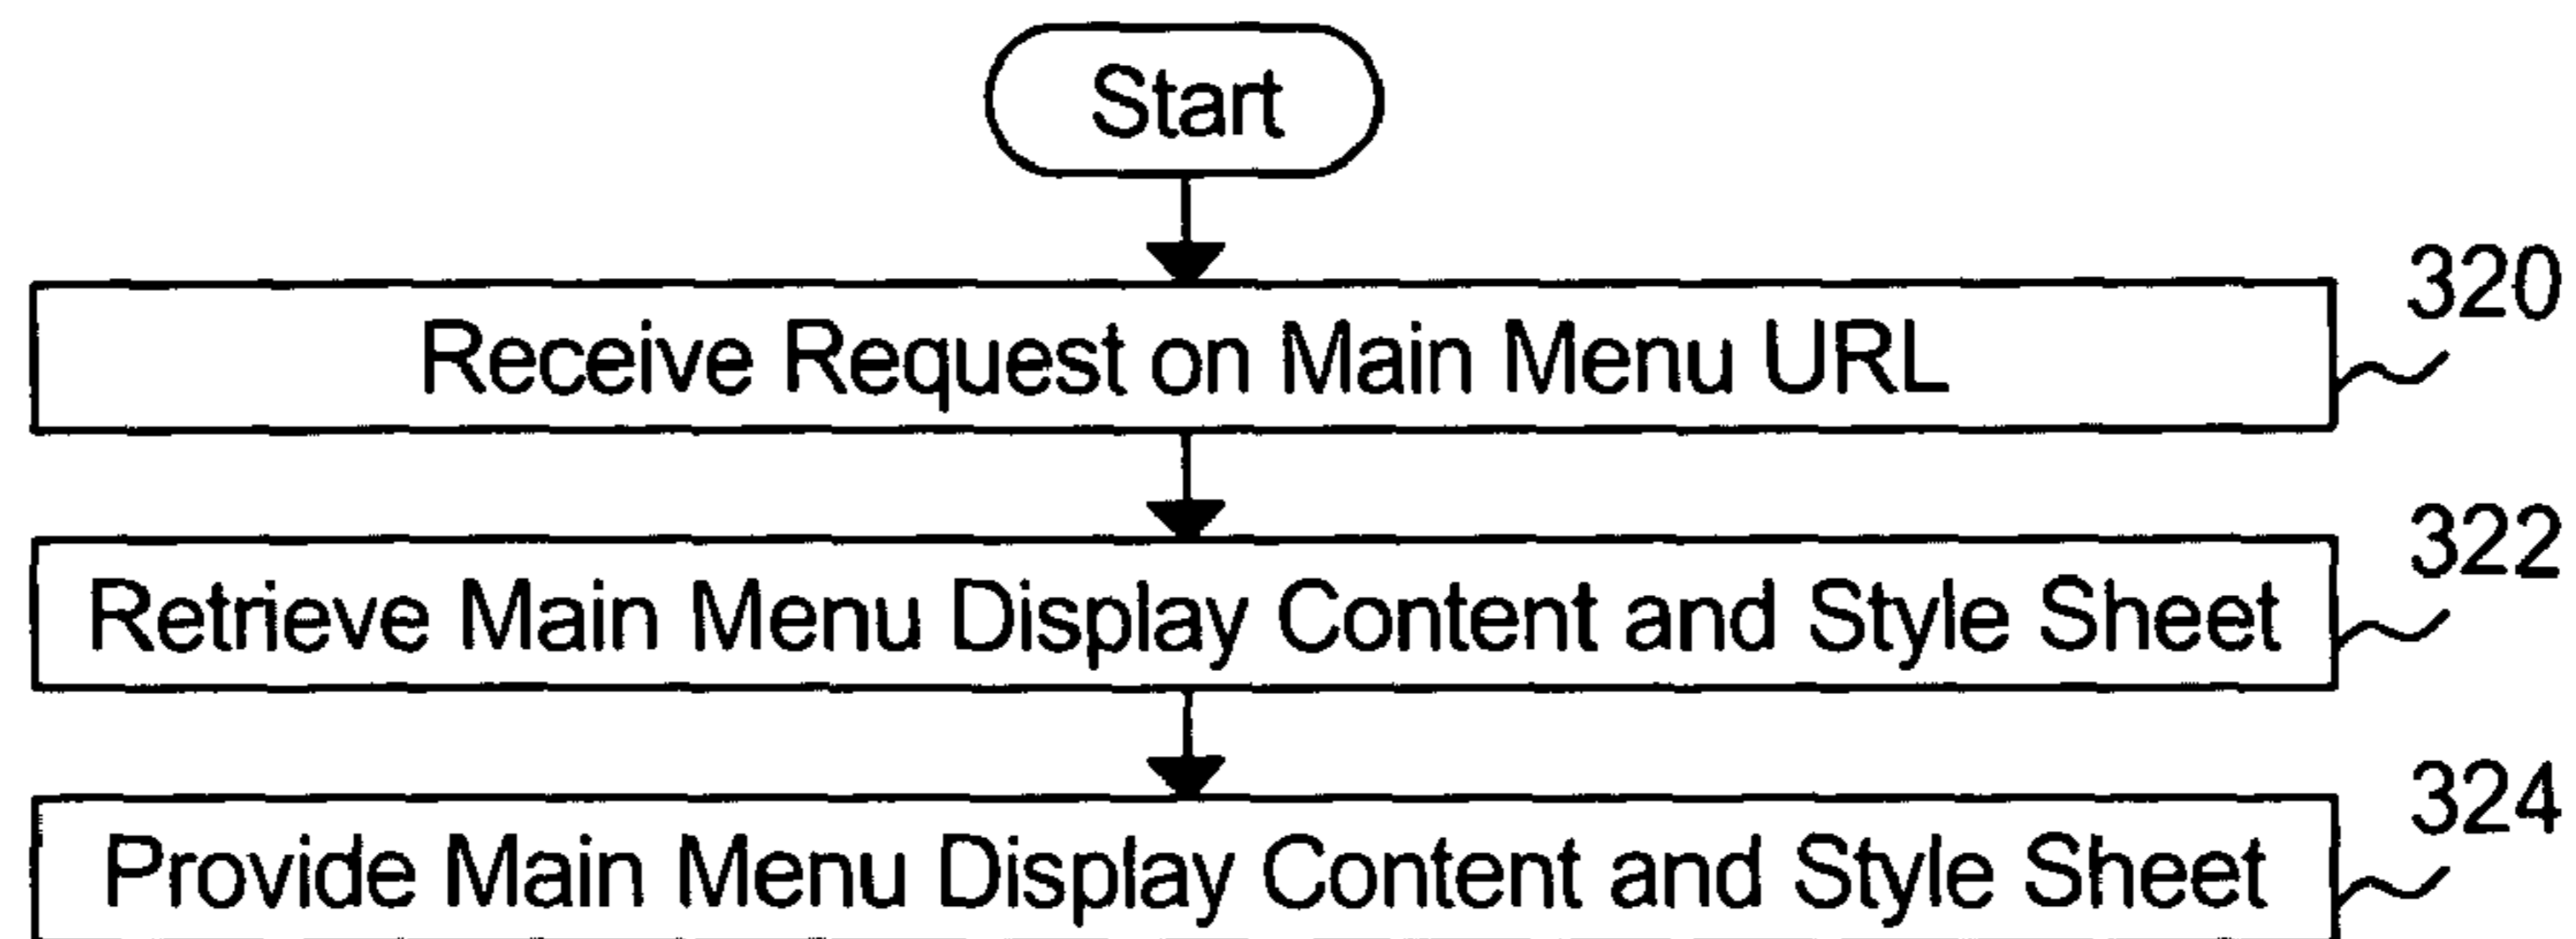 Start
320
Receive Request on Main Menu URL
322
Retrieve Main Menu Display Content and Style Sheet
324
Provide Main Menu Display Content and Style Sheet